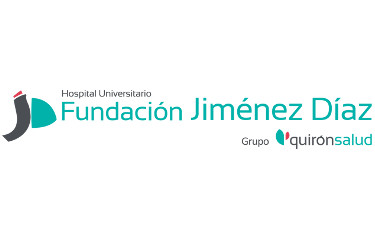 Hospital Universitario
Fundación Jiménez Díaz
Grupo quirónsalud